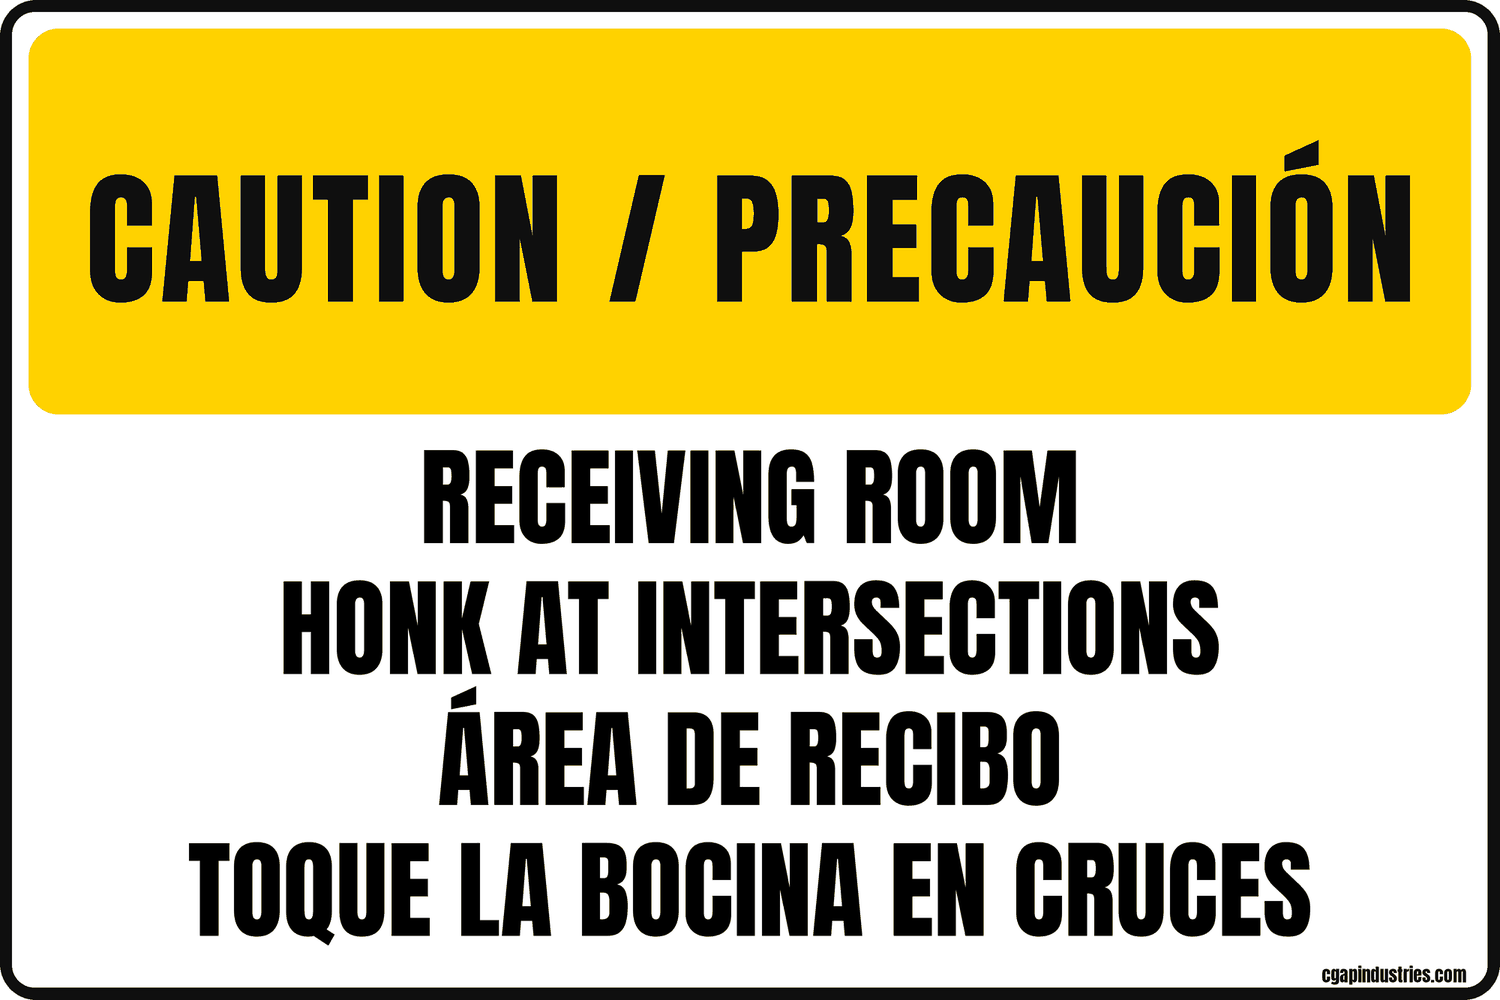 CAUTION / PRECAUCIÓN
RECEIVING ROOM
HONK AT INTERSECTIONS
ÁREA DE RECIBO
TOQUE LA BOCINA EN CRUCES
cgapindustries.com